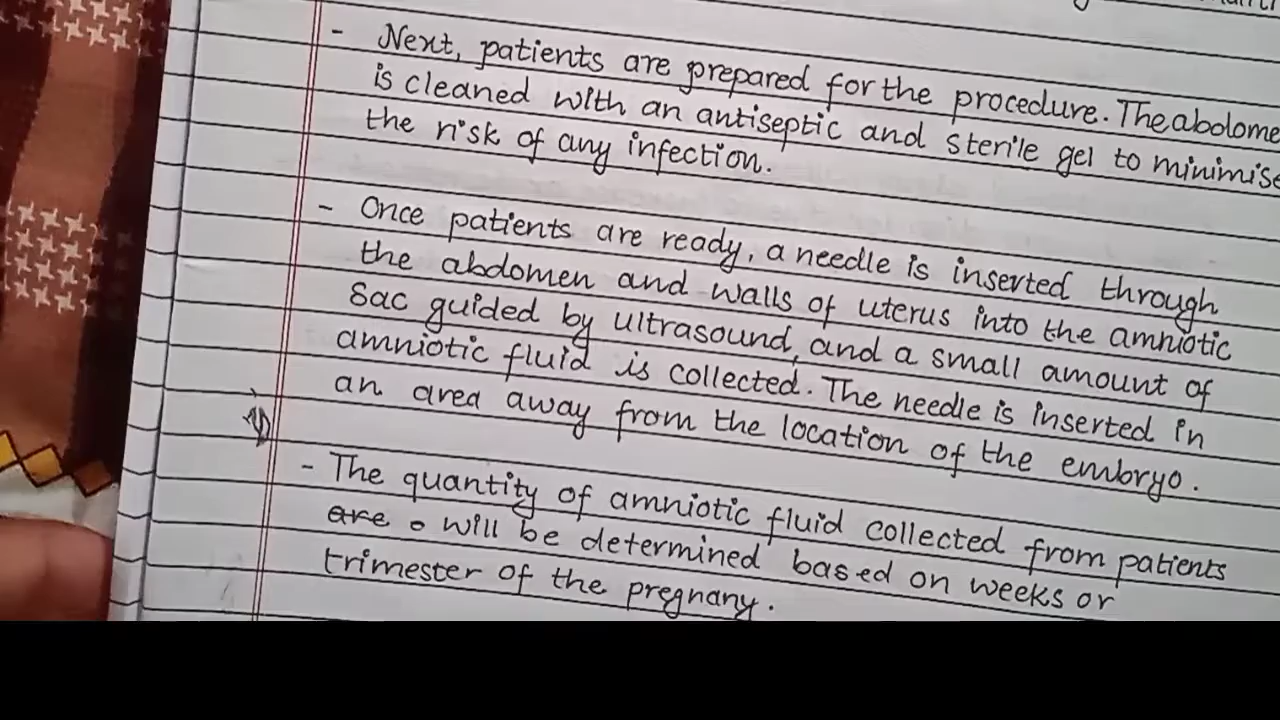 - Next, patients are prepared for the procedure. The abdome
is cleaned with an antiseptic and sterile gel to minimise
the risk of any infection.
- Once patients are ready, a needle is inserted through
the abdomen and walls of uterus into the amniotic
sac guided by ultrasound, and a small amount of
amniotic fluid is collected. The needle is inserted in
an area away from the location of the embryo.
- The quantity of amniotic fluid collected from patients
are will be determined based on weeks or
trimester of the pregnany.